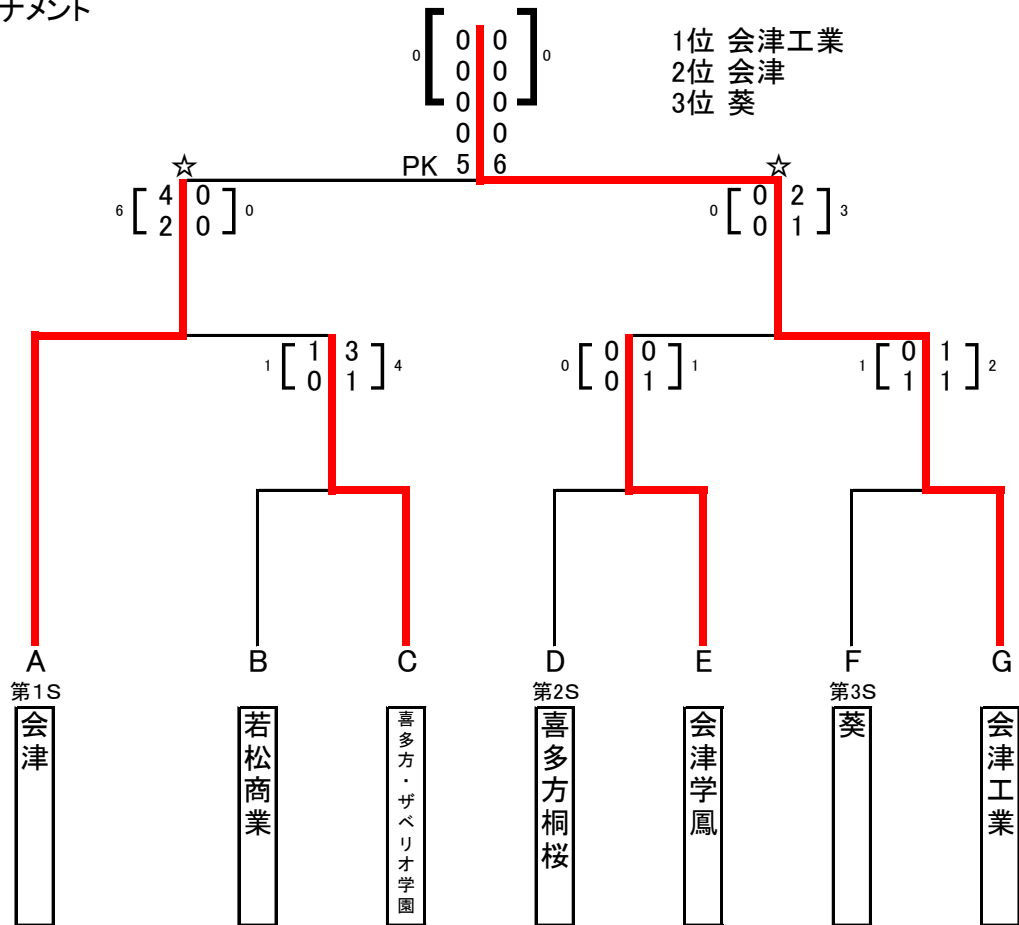 ナメント
1位 会津工業
2位 会津
3位 葵
0 0 0 0
0 0
0 0
0 0
PK 5 6
☆ ☆
6 4 0 0
2 0
0 0 2 3
0 1
1 1 3 4
0 1
0 0 0 1
0 1
1 0 1 2
1 1
A B C D E F G
第1S 第2S 第3S
会津
若松商業
喜多方・ザベリオ学園
喜多方桐桜
会津学鳳
葵
会津工業